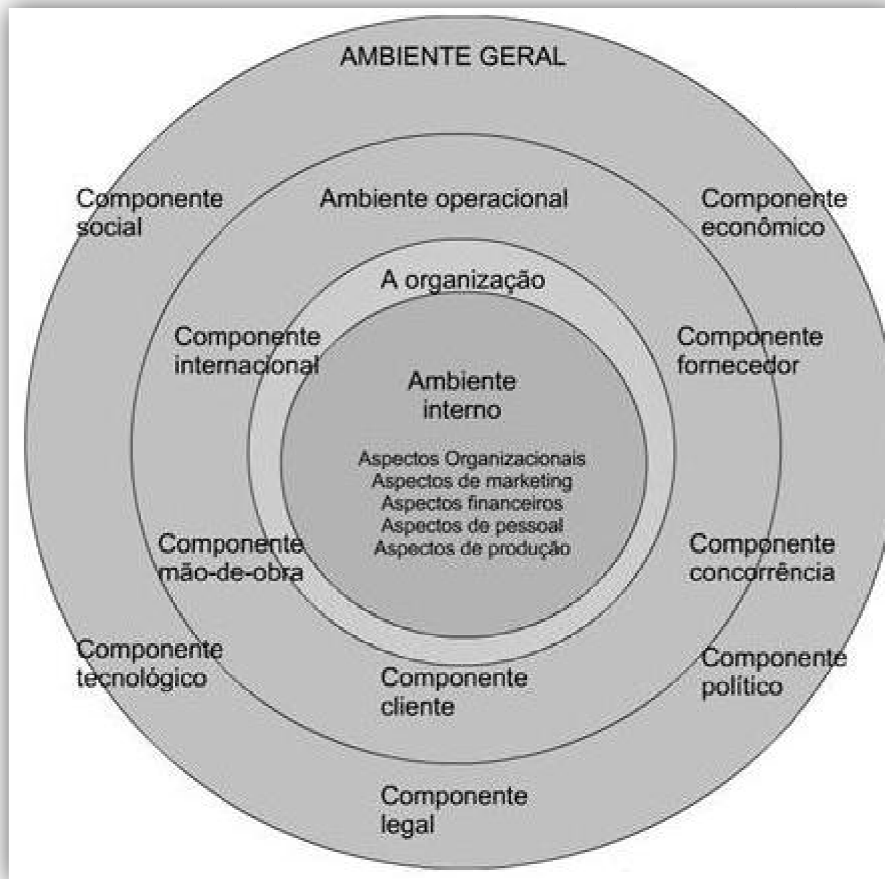 AMBIENTE GERAL
Componente
social
Ambiente operacional
Componente
econômico
A organização
Componente
internacional
Componente
fornecedor
Ambiente
interno
Aspectos Organizacionais
Aspectos de marketing
Aspectos financeiros
Aspectos de pessoal
Aspectos de produção
Componente
mão-de-obra
Componente
concorrência
Componente
tecnológico
Componente
cliente
Componente
político
Componente
legal